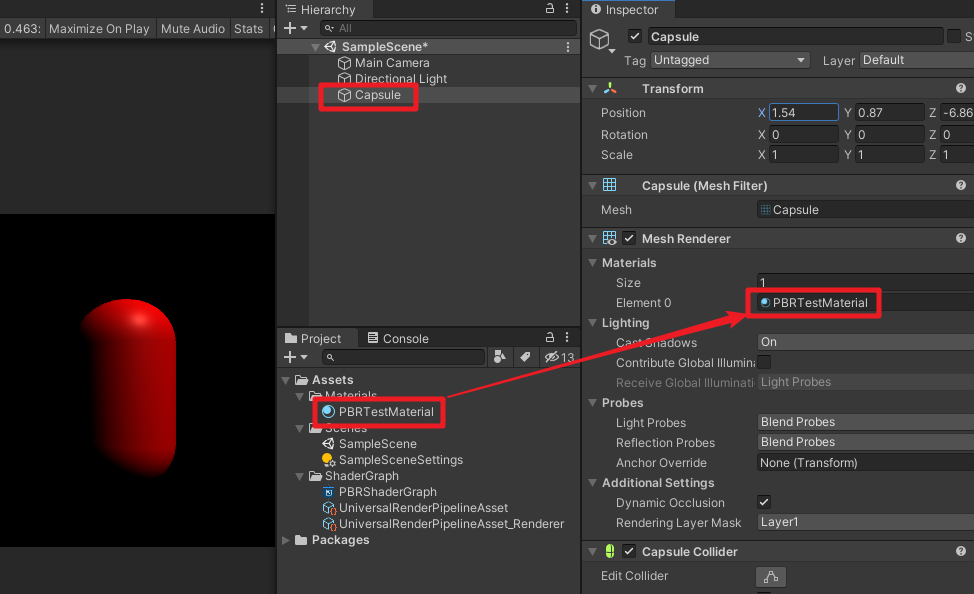 0.463: Maximize On Play Mute Audio Stats
Hierarchy
All
SampleScene*
Main Camera
Directional Light
Capsule
Project
Console
13
Assets
Materials
PBRTestMaterial
Scenes
SampleScene
SampleSceneSettings
ShaderGraph
PBRShaderGraph
UniversalRenderPipelineAsset
UniversalRenderPipelineAsset_Renderer
Packages
Inspector
Capsule
S
Tag Untagged Layer Default
Transform
Position X 1.54 Y 0.87 Z -6.86
Rotation X 0 Y 0 Z 0
Scale X 1 Y 1 Z 1
Capsule (Mesh Filter)
Mesh Capsule
Mesh Renderer
Materials
Size 1
Element 0 PBRTestMaterial
Lighting
Cast Shadows On
Contribute Global Illumina
Receive Global Illuminatio Light Probes
Probes
Light Probes Blend Probes
Reflection Probes Blend Probes
Anchor Override None (Transform)
Additional Settings
Dynamic Occlusion
Rendering Layer Mask Layer1
Capsule Collider
Edit Collider